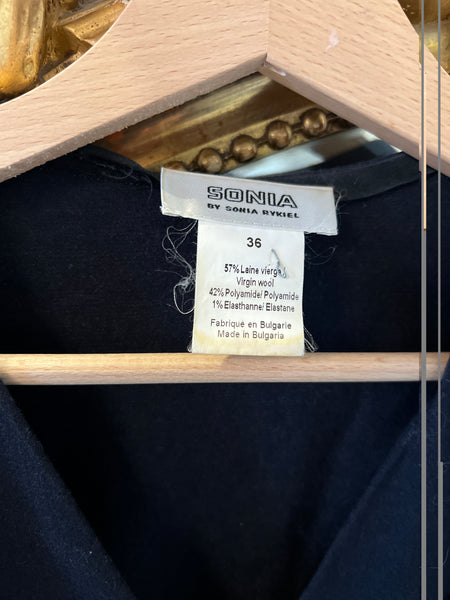 SONIA
BY SONIA RYKIEL
36
57% Laine vierge
Virgin wool
42% Polyamide/ Polyamide
1% Elasthanne/ Elastane
Fabriqué en Bulgarie
Made in Bulgaria